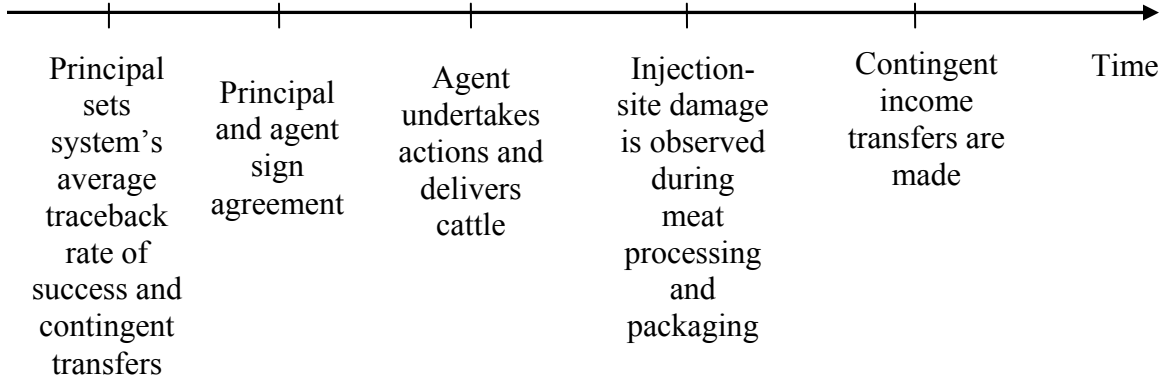 Principal
sets
system’s
average
traceback
rate of
success and
contingent
transfers
Principal
and agent
sign
agreement
Agent
undertakes
actions and
delivers
cattle
Injection-
site damage
is observed
during
meat
processing
and
packaging
Contingent
income
transfers are
made
Time